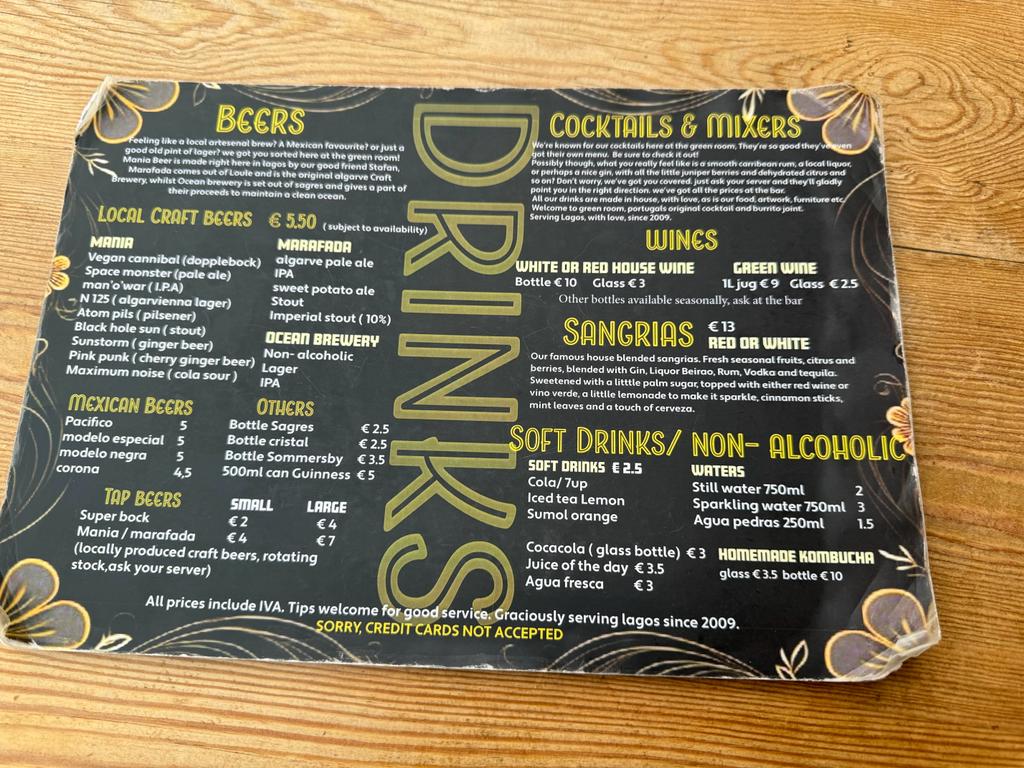 DRINKS
BEERS
Feeling like a local artesenal brew? A Mexican favourite? or just a
good old pint of lager? we got you sorted here at the green room!
Mania Beer is made right here in lagos by our good friend Stofan,
Marafada comes out of Loule and is the original algarve Craft
Brewery, whilst Ocean brewery is set out of sagres and gives a part of
their proceeds to maintain a clean ocean.
LOCAL CRAFT BEERS € 5.50 ( subject to availability)
MANIA
Vegan cannibal (dopplebock)
Space monster (pale ale)
man'o'war ( I.P.A)
N 125 ( algarvienna lager)
Atom pils ( pilsener)
Black hole sun ( stout)
Sunstorm ( ginger beer)
Pink punk ( cherry ginger beer)
Maximum noise ( cola sour )
MARAFADA
algarve pale ale
IPA
sweet potato ale
Stout
Imperial stout ( 10%)
OCEAN BREWERY
Non- alcoholic
Lager
IPA
MEXICAN BEERS
Pacifico 5
modelo especial 5
modelo negra 5
corona 4,5
OTHERS
Bottle Sagres € 2.5
Bottle cristal € 2.5
Bottle Sommersby € 3.5
500ml can Guinness € 5
TAP BEERS SMALL LARGE
Super bock € 2 € 4
Mania / marafada € 4 € 7
(locally produced craft beers, rotating
stock,ask your server)
COCKTAILS & MIXERS
We're known for our cocktails here at the green room, They're so good they've even
got their own menu. Be sure to check it out!
Possibly though, what you really feel like is a smooth carribean rum, a local liquor,
or perhaps a nice gin, with all the little juniper berries and dehydrated citrus and
so on? Don't worry, we've got you covered. just ask your server and they'll gladly
point you in the right direction. we've got all the prices at the bar.
All our drinks are made in house, with love, as is our food, artwork, furniture etc.
Welcome to green room, portugals original cocktail and burrito joint.
Serving Lagos, with love, since 2009.
WINES
WHITE OR RED HOUSE WINE
Bottle € 10 Glass € 3
GREEN WINE
1L jug € 9 Glass € 2.5
Other bottles available seasonally, ask at the bar
SANGRIAS € 13
RED OR WHITE
Our famous house blended sangrias. Fresh seasonal fruits, citrus and
berries, blended with Gin, Liquor Beirao, Rum, Vodka and tequila.
Sweetened with a litttle palm sugar, topped with either red wine or
vino verde, a litlle lemonade to make it sparkle, cinnamon sticks,
mint leaves and a touch of cerveza.
SOFT DRINKS/ NON- ALCOHOLIC
SOFT DRINKS € 2.5
Cola/ 7up
Iced tea Lemon
Sumol orange
WATERS
Still water 750ml 2
Sparkling water 750ml 3
Agua pedras 250ml 1.5
Cocacola ( glass bottle) € 3
Juice of the day € 3.5
Agua fresca € 3
HOMEMADE KOMBUCHA
glass € 3.5 bottle € 10
All prices include IVA. Tips welcome for good service. Graciously serving lagos since 2009.
SORRY, CREDIT CARDS NOT ACCEPTED